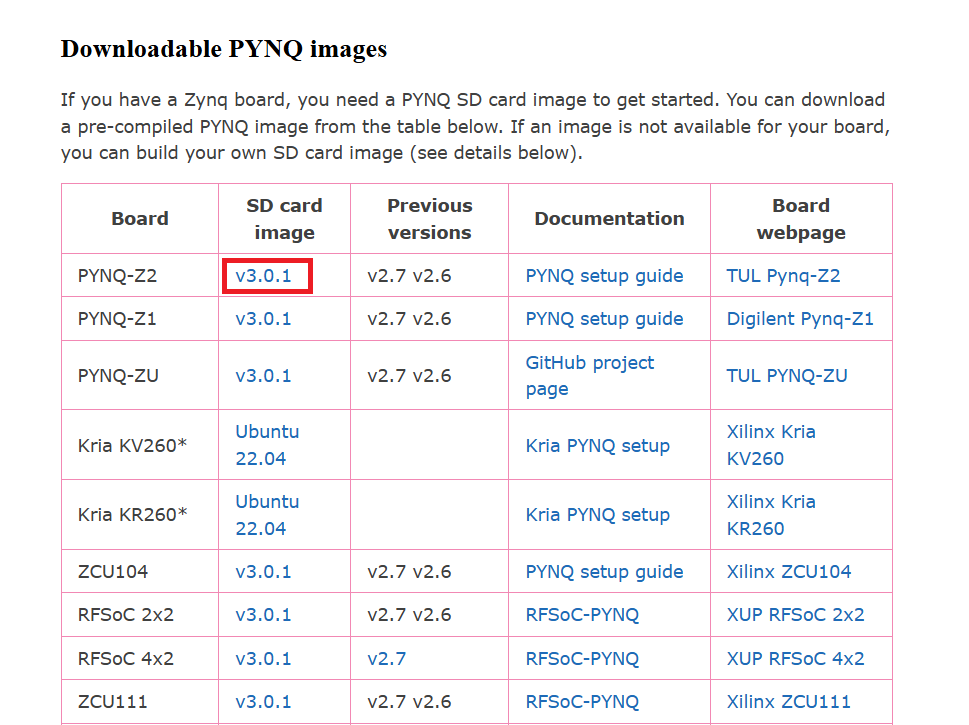 Downloadable PYNQ images
If you have a Zynq board, you need a PYNQ SD card image to get started. You can download
a pre-compiled PYNQ image from the table below. If an image is not available for your board,
you can build your own SD card image (see details below).
Board SD card image Previous versions Documentation Board webpage
PYNQ-Z2 v3.0.1 v2.7 v2.6 PYNQ setup guide TUL Pynq-Z2
PYNQ-Z1 v3.0.1 v2.7 v2.6 PYNQ setup guide Digilent Pynq-Z1
PYNQ-ZU v3.0.1 v2.7 v2.6 GitHub project page TUL PYNQ-ZU
Kria KV260* Ubuntu 22.04 Kria PYNQ setup Xilinx Kria KV260
Kria KR260* Ubuntu 22.04 Kria PYNQ setup Xilinx Kria KR260
ZCU104 v3.0.1 v2.7 v2.6 PYNQ setup guide Xilinx ZCU104
RFSoC 2x2 v3.0.1 v2.7 v2.6 RFSoC-PYNQ XUP RFSoC 2x2
RFSoC 4x2 v3.0.1 v2.7 RFSoC-PYNQ XUP RFSoC 4x2
ZCU111 v3.0.1 v2.7 v2.6 RFSoC-PYNQ Xilinx ZCU111